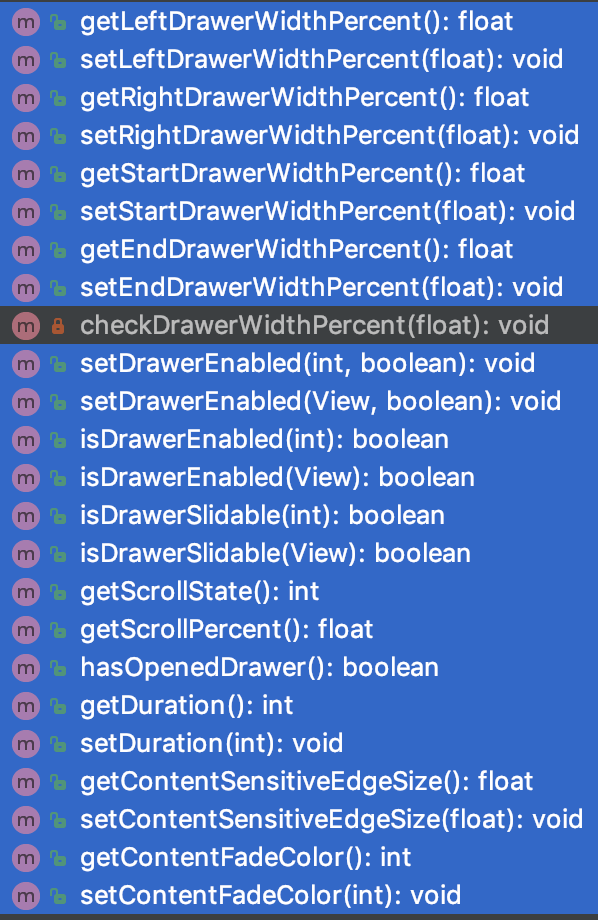 m getLeftDrawerWidthPercent(): float
m setLeftDrawerWidthPercent(float): void
m getRightDrawerWidthPercent(): float
m setRightDrawerWidthPercent(float): void
m getStartDrawerWidthPercent(): float
m setStartDrawerWidthPercent(float): void
m getEndDrawerWidthPercent(): float
m setEndDrawerWidthPercent(float): void
m checkDrawerWidthPercent(float): void
m setDrawerEnabled(int, boolean): void
m setDrawerEnabled(View, boolean): void
m isDrawerEnabled(int): boolean
m isDrawerEnabled(View): boolean
m isDrawerSlidable(int): boolean
m isDrawerSlidable(View): boolean
m getScrollState(): int
m getScrollPercent(): float
m hasOpenedDrawer(): boolean
m getDuration(): int
m setDuration(int): void
m getContentSensitiveEdgeSize(): float
m setContentSensitiveEdgeSize(float): void
m getContentFadeColor(): int
m setContentFadeColor(int): void